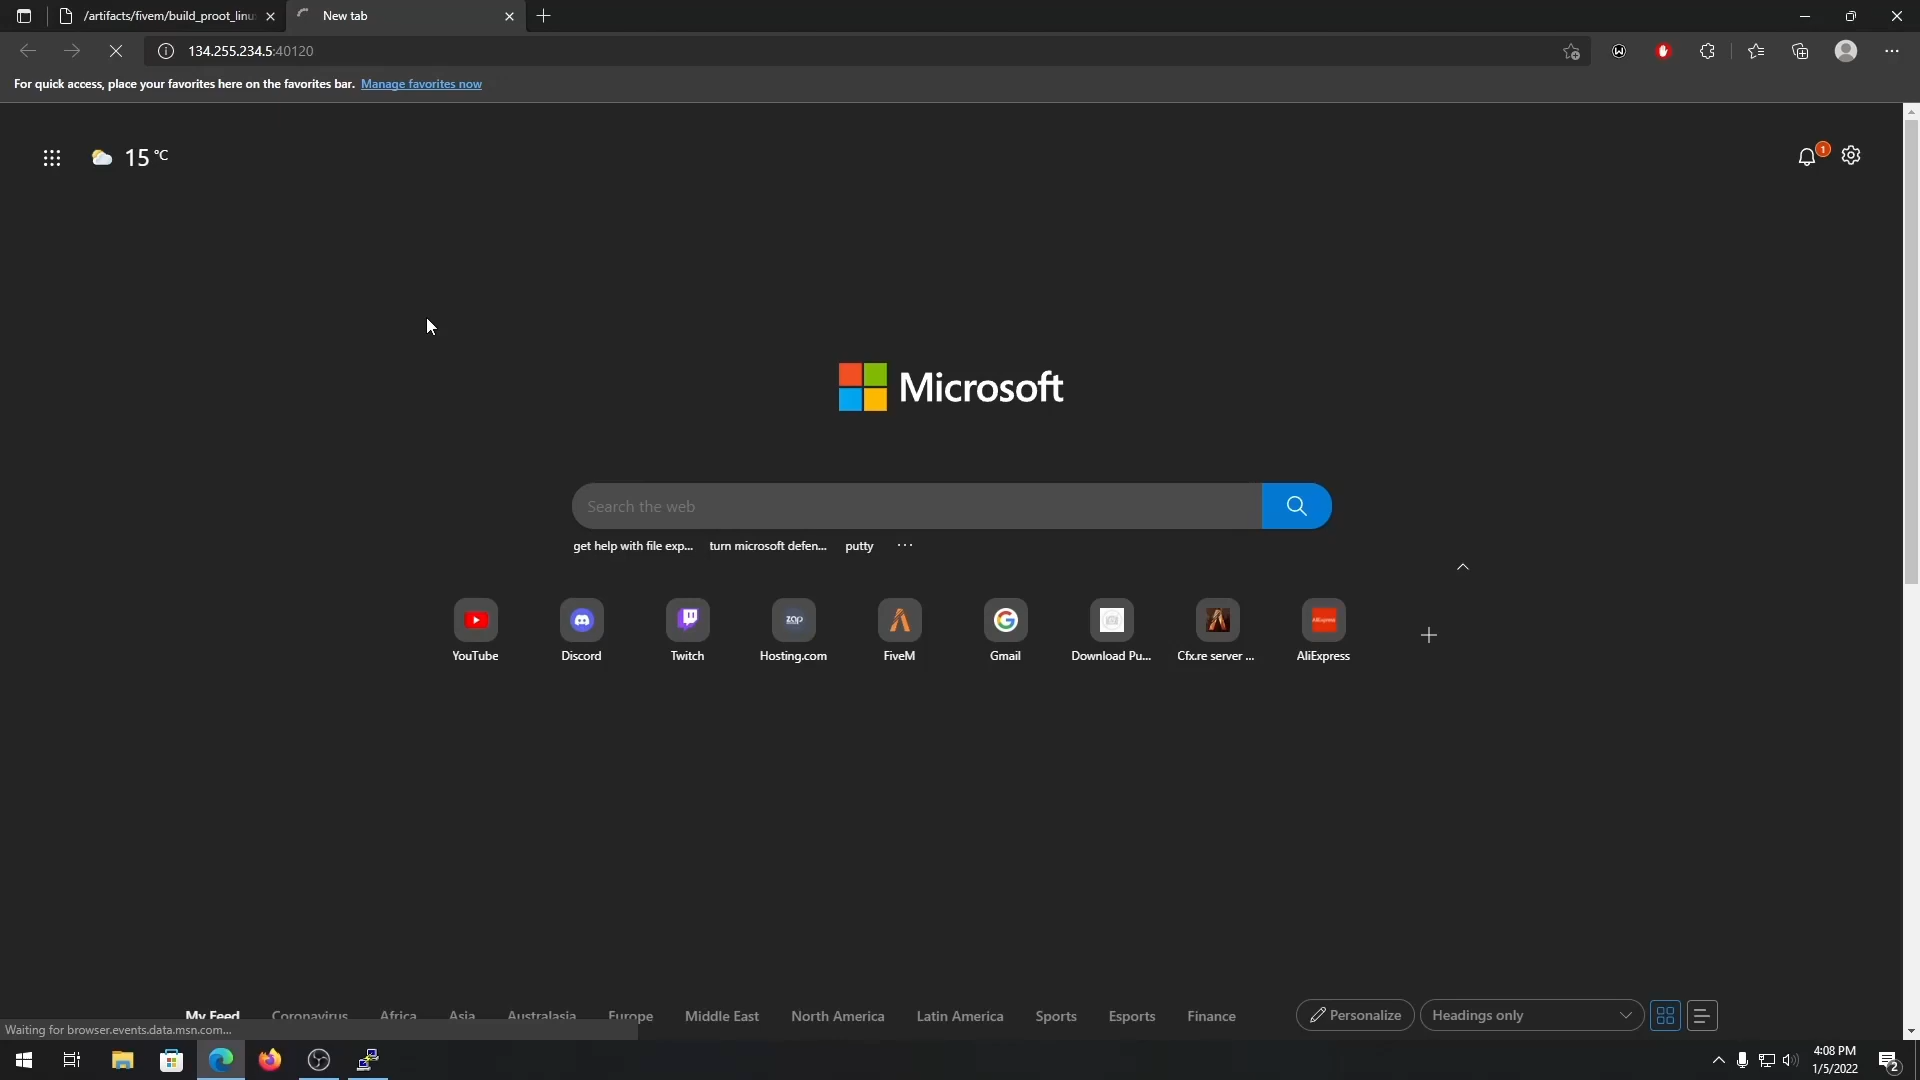 /artifacts/fivem/build_proot_linu
New tab
134.255.234.5:40120
For quick access, place your favorites here on the favorites bar. Manage favorites now
15 °C
1
Microsoft
Search the web
get help with file exp... turn microsoft defen... putty ...
YouTube Discord Twitch Hosting.com FiveM Gmail Download Pu... Cfx.re server ... AliExpress
zap
AliExpress
My Feed Coronavirus Africa Asia Australasia Europe Middle East North America Latin America Sports Esports Finance Personalize Headings only
Waiting for browser.events.data.msn.com...
4:08 PM
1/5/2022
2